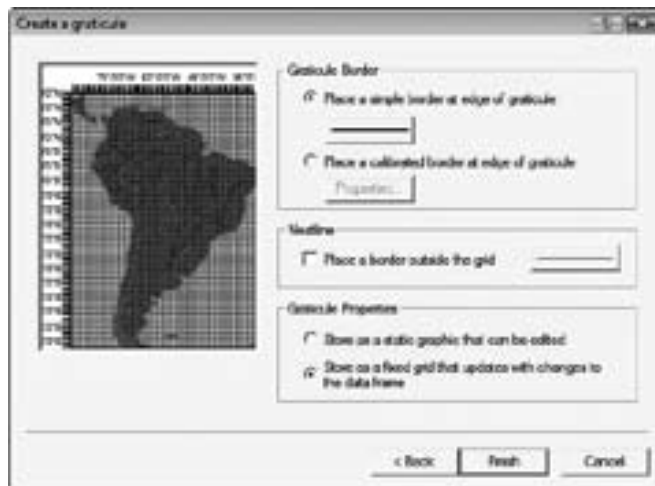 Create a graticule
Graticule Border
Place a simple border at edge of graticule
Place a calibrated border at edge of graticule
Properties...
Neatline
Place a border outside the grid
Graticule Properties
Store as a static graphic that can be edited
Store as a fixed grid that updates with changes to
the data frame
< Back
Finish
Cancel